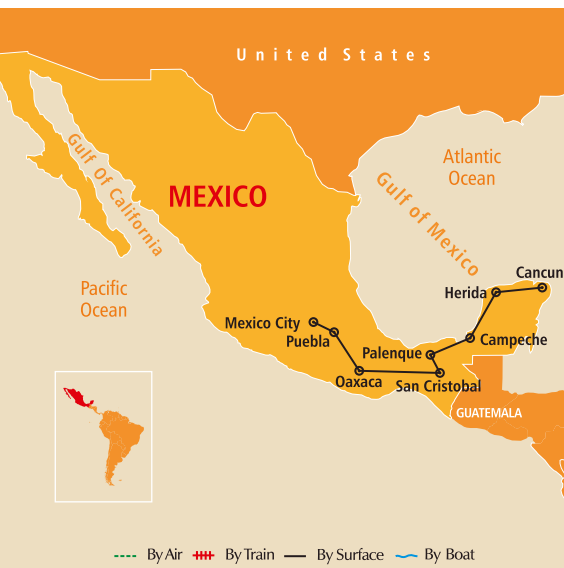 United States
Gulf Of California
MEXICO
Atlantic
Ocean
Gulf of Mexico
Pacific
Ocean
Cancun
Herida
Mexico City
Puebla
Campeche
Palenque
Oaxaca
San Cristobal
GUATEMALA
By Air
By Train
By Surface
By Boat